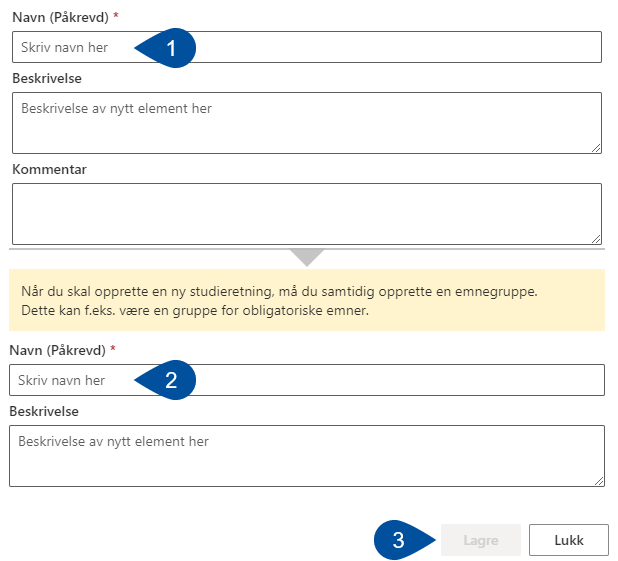 Navn (Påkrevd) *
Skriv navn her
1
Beskrivelse
Beskrivelse av nytt element her
Kommentar
Når du skal opprette en ny studieretning, må du samtidig opprette en emnegruppe.
Dette kan f.eks. være en gruppe for obligatoriske emner.
Navn (Påkrevd) *
Skriv navn her
2
Beskrivelse
Beskrivelse av nytt element her
3
Lagre
Lukk